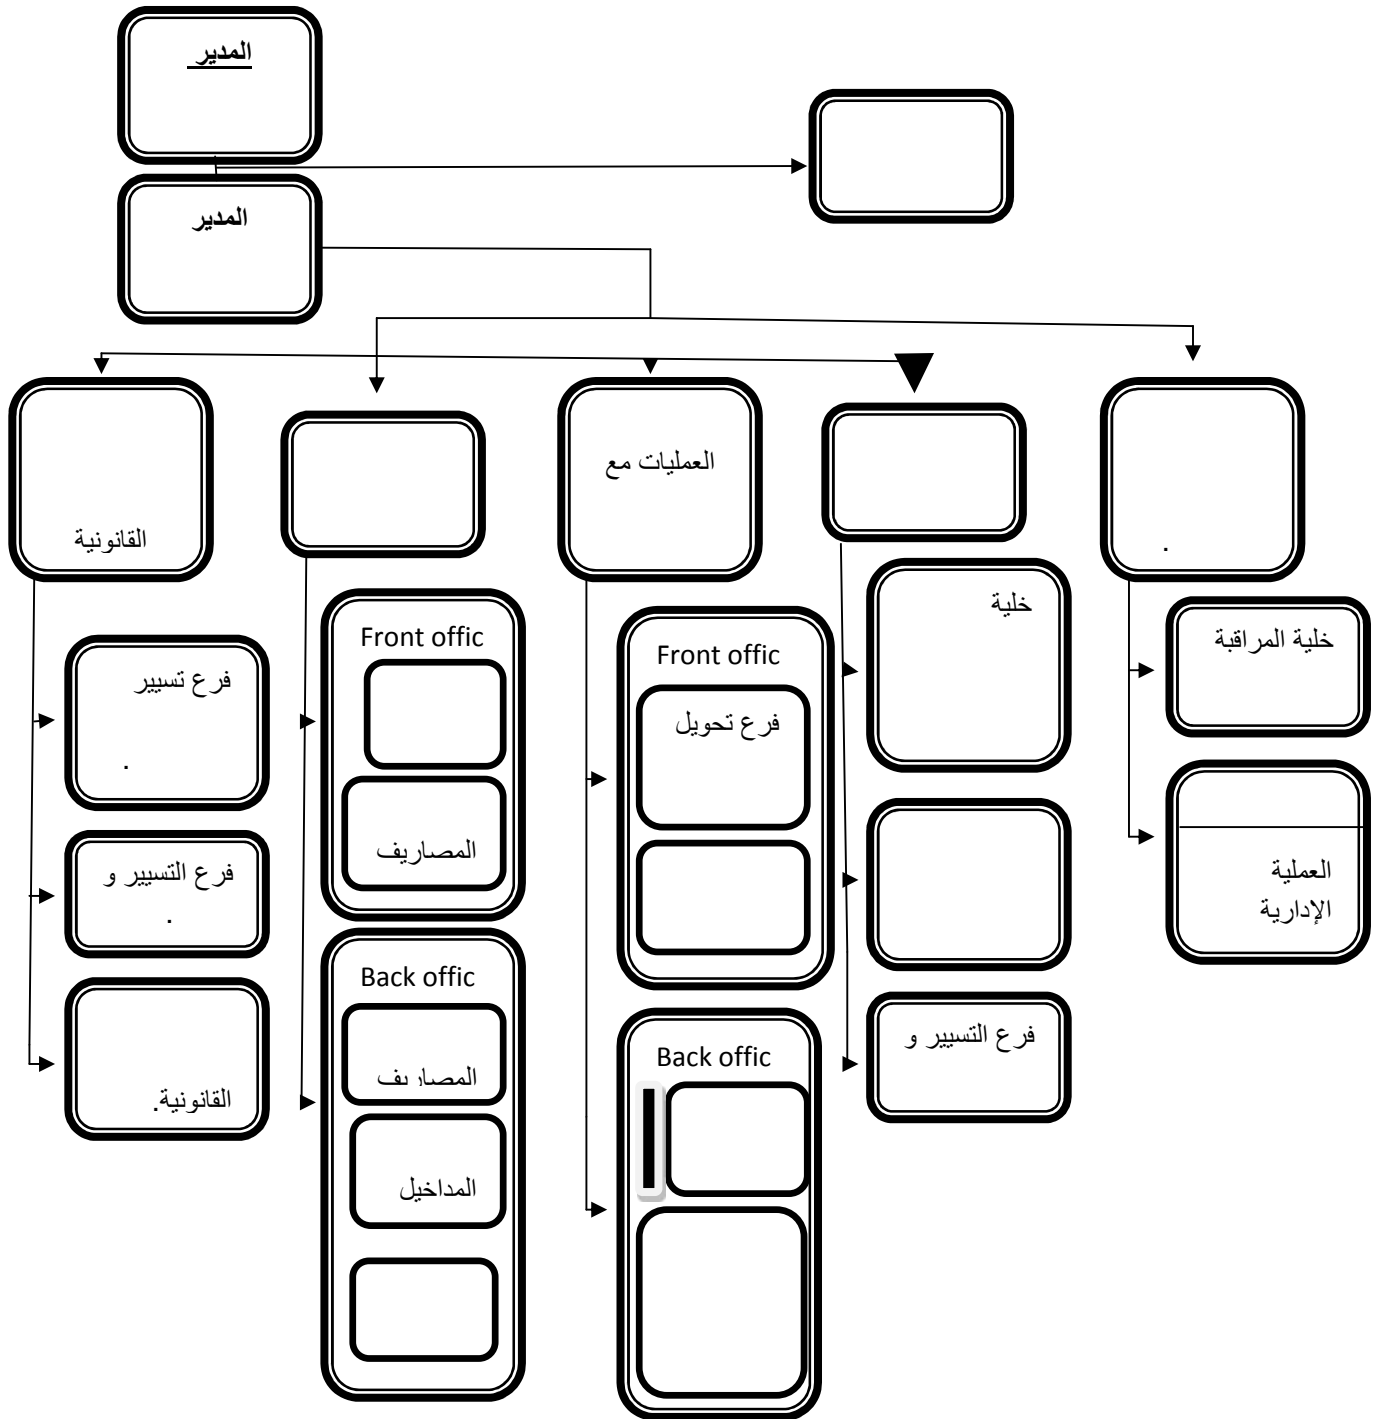 المدير
المدير
القانونية
العمليات مع
.
فرع تسيير
.
فرع التسيير و
.
القانونية.
Front offic
المصاريف
Back offic
المصاريف
المداخيل
Front offic
فرع تحويل
Back offic
خلية
فرع التسيير و
خلية المراقبة
العملية
الإدارية